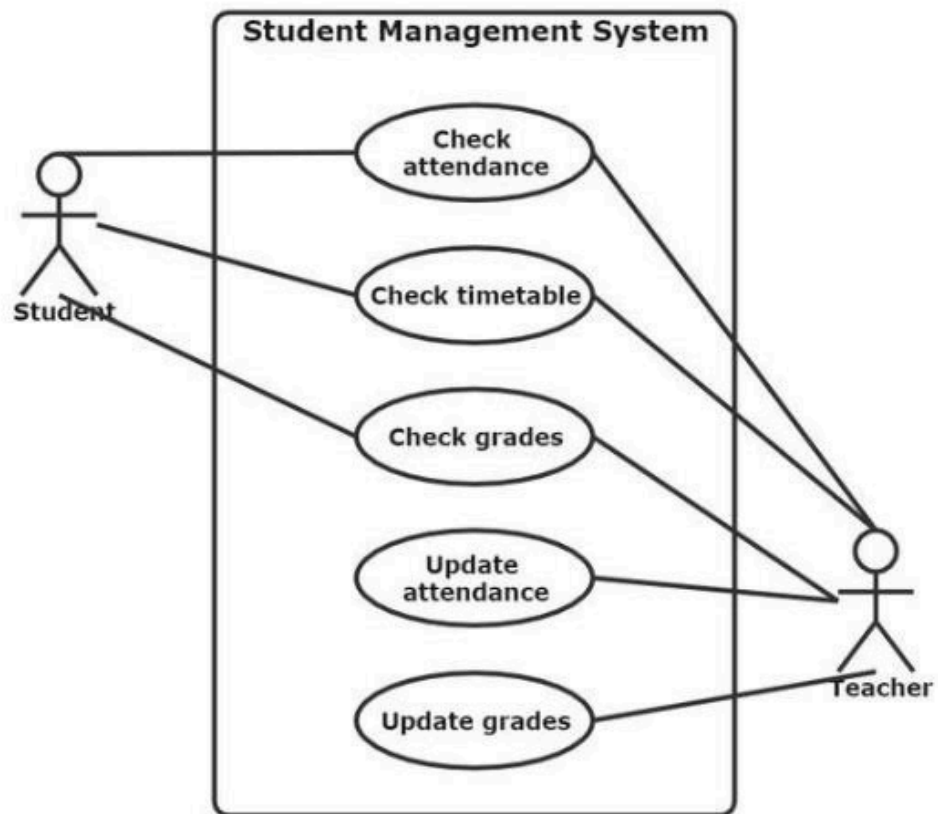 Student Management System
Check
attendance
Check timetable
Student
Check grades
Update
attendance
Teacher
Update grades